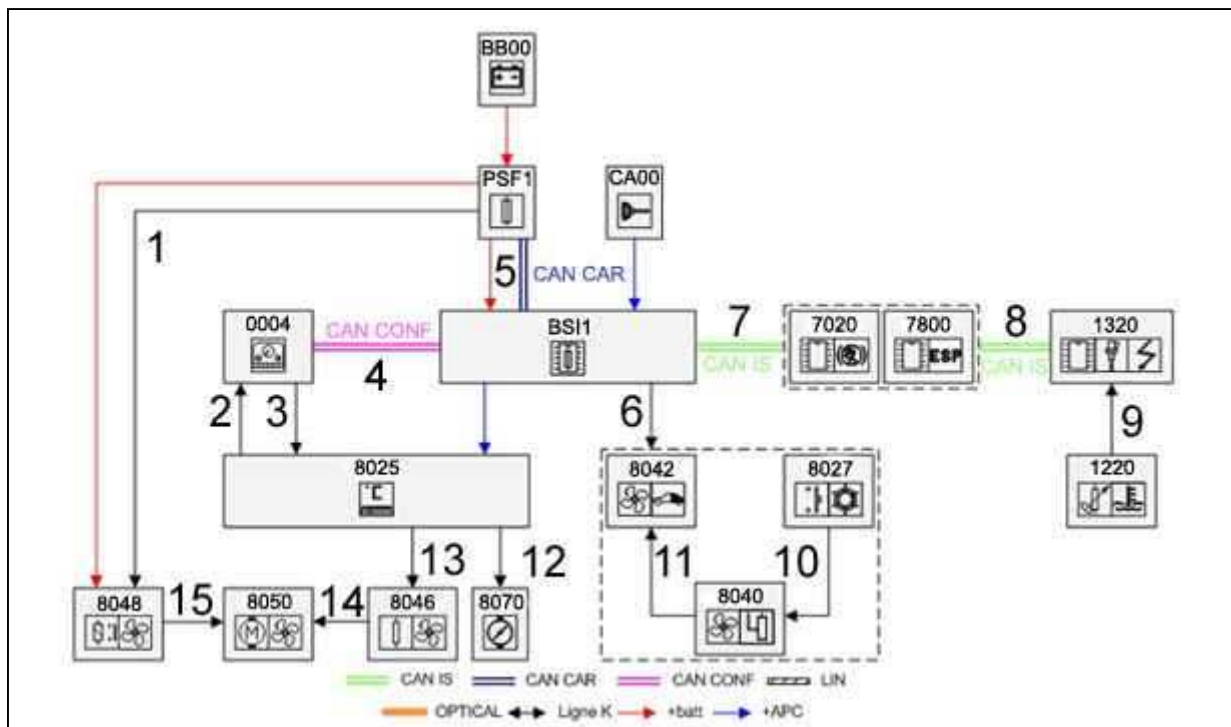 BB00
PSF1
CA00
1
5
CAN CAR
0004
CAN CONF
BSI1
7
7020
7800
ESP
8
1320
CAN IS
CAN IS
4
2
3
6
9
8025
°C
8042
8027
1220
13
12
11
10
8048
15
8050
M
14
8046
8070
8040
CAN IS
CAN CAR
CAN CONF
LIN
OPTICAL
Ligne K
+batt
+APC